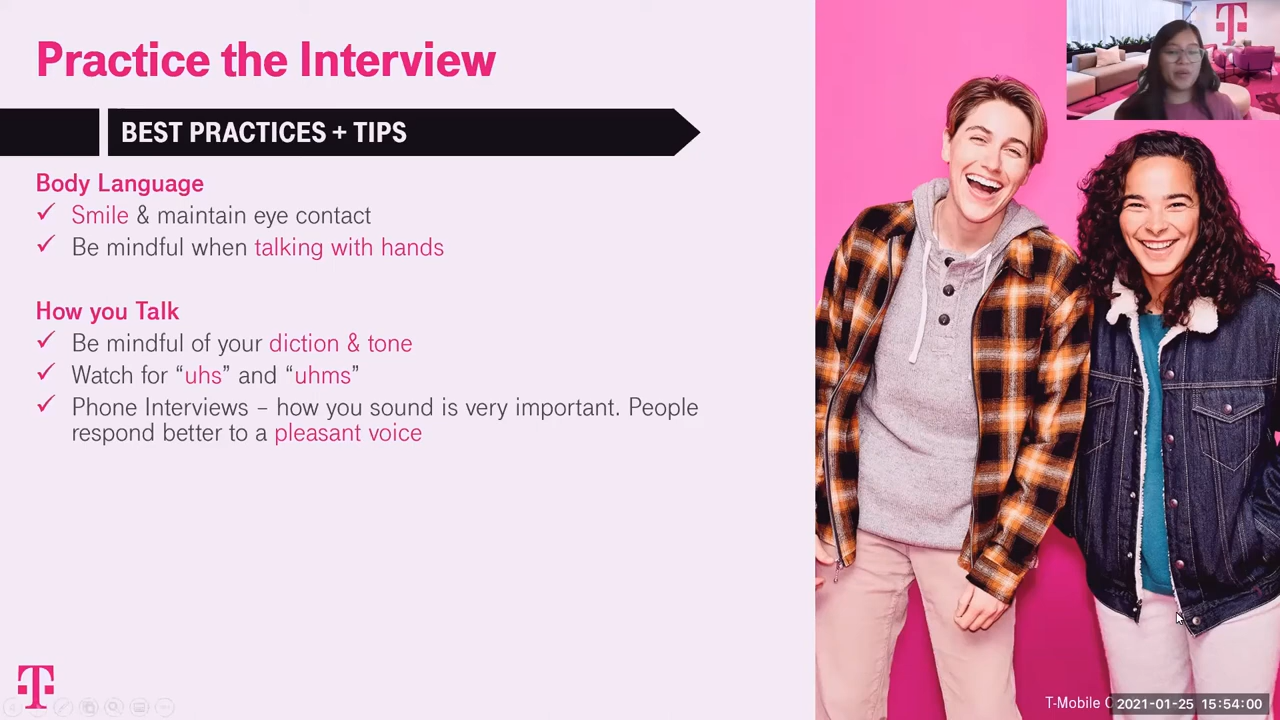 Practice the Interview
BEST PRACTICES + TIPS
Body Language
✓ Smile & maintain eye contact
✓ Be mindful when talking with hands
How you Talk
✓ Be mindful of your diction & tone
✓ Watch for “uhs” and “uhms”
✓ Phone Interviews – how you sound is very important. People
respond better to a pleasant voice
T
T
T-Mobile
2021-01-25 15:54:00